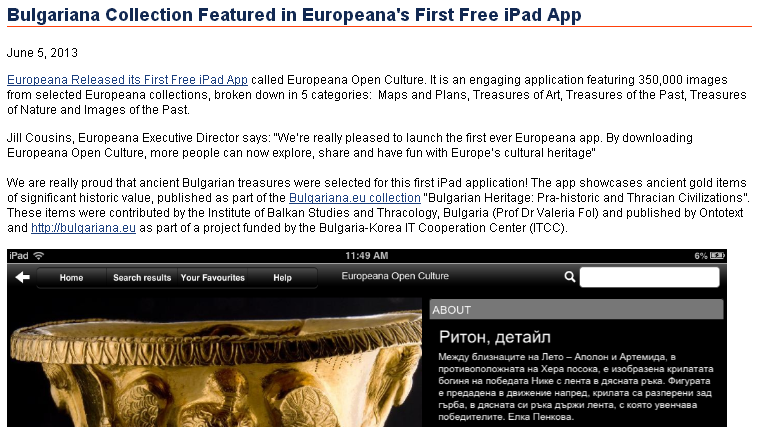 Bulgariana Collection Featured in Europeana's First Free iPad App
June 5, 2013
Europeana Released its First Free iPad App called Europeana Open Culture. It is an engaging application featuring 350,000 images
from selected Europeana collections, broken down in 5 categories: Maps and Plans, Treasures of Art, Treasures of the Past, Treasures
of Nature and Images of the Past.
Jill Cousins, Europeana Executive Director says: "We're really pleased to launch the first ever Europeana app. By downloading
Europeana Open Culture, more people can now explore, share and have fun with Europe's cultural heritage"
We are really proud that ancient Bulgarian treasures were selected for this first iPad application! The app showcases ancient gold items
of significant historic value, published as part of the Bulgariana.eu collection "Bulgarian Heritage: Pra-historic and Thracian Civilizations".
These items were contributed by the Institute of Balkan Studies and Thracology, Bulgaria (Prof Dr Valeria Fol) and published by Ontotext
and http://bulgariana.eu as part of a project funded by the Bulgaria-Korea IT Cooperation Center (ITCC).
iPad 11:49 AM 6%
Home Search results Your Favourites Help Europeana Open Culture
ABOUT
Ритон, детайл
Между близнаците на Лето – Аполон и Артемида, в
противоположната на Хера посока, е изобразена крилатата
богиня на победата Нике с лента в дясната ръка. Фигурата
е предадена в движение напред, крилата са разперени зад
гърба, в дясната си ръка държи лента, с която увенчава
победителите. Елка Пенкова.